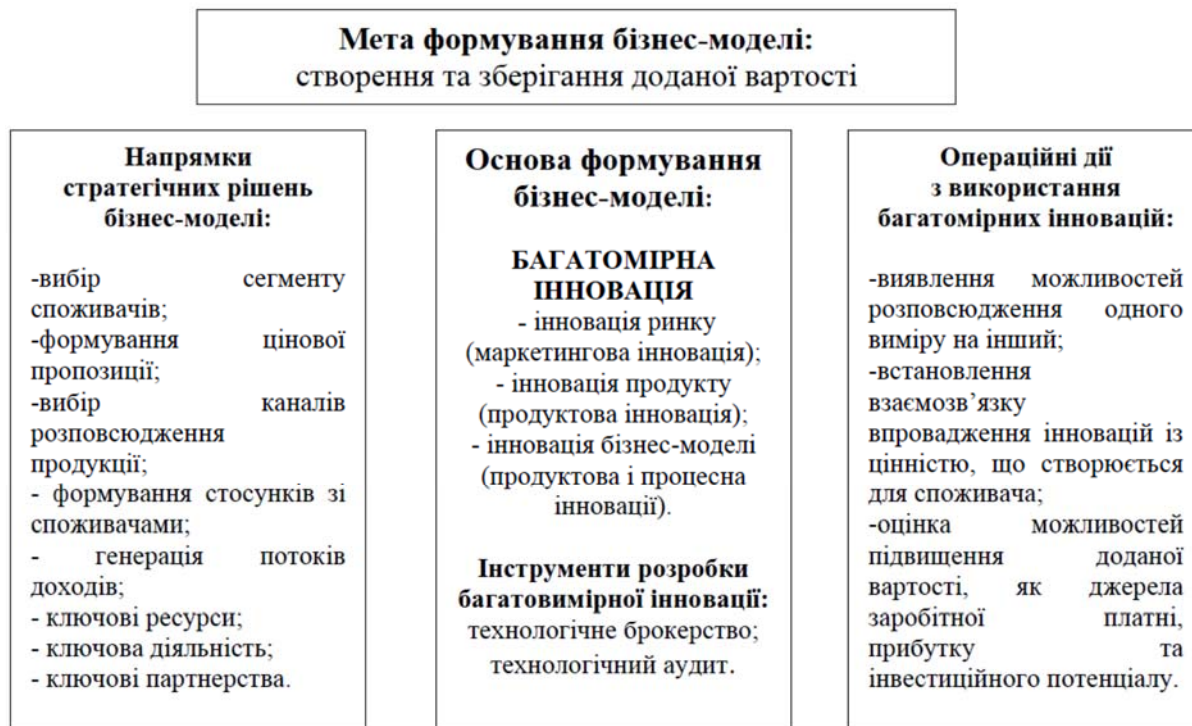 Мета формування бізнес-моделі:
створення та зберігання доданої вартості
Напрямки
стратегічних рішень
бізнес-моделі:
-вибір сегменту
споживачів;
-формування цінової
пропозиції;
-вибір каналів
розповсюдження
продукції;
- формування стосунків зі
споживачами;
- генерація потоків
доходів;
- ключові ресурси;
- ключова діяльність;
- ключові партнерства.
Основа формування
бізнес-моделі:
БАГАТОМІРНА
ІННОВАЦІЯ
- інновація ринку
(маркетингова інновація);
- інновація продукту
(продуктова інновація);
- інновація бізнес-моделі
(продуктова і процесна
інновації).
Інструменти розробки
багатовимірної інновації:
технологічне брокерство;
технологічний аудит.
Операційні дії
з використання
багатомірних інновацій:
-виявлення можливостей
розповсюдження одного
виміру на інший;
-встановлення
взаємозв’язку
впровадження інновацій із
цінністю, що створюється
для споживача;
-оцінка можливостей
підвищення доданої
вартості, як джерела
заробітної платні,
прибутку та
інвестиційного потенціалу.